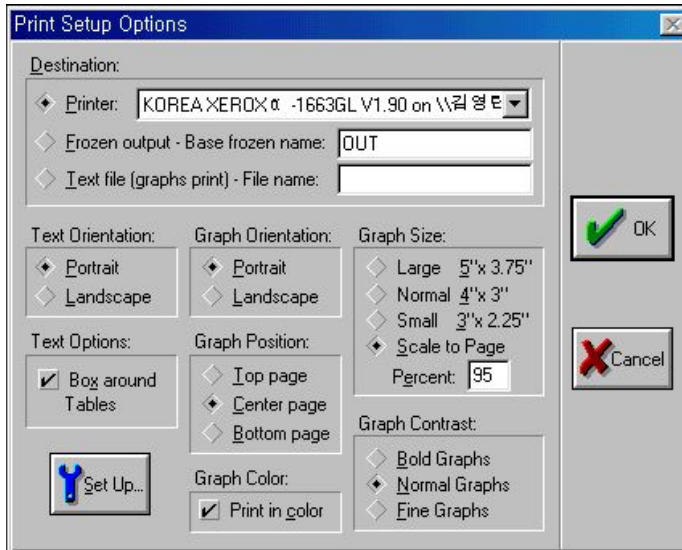 Print Setup Options
Destination:
Printer: KOREA XEROX α -1663GL V1.90 on \\김영
Frozen output - Base frozen name: OUT
Text file (graphs print) - File name:
Text Orientation:
Portrait
Landscape
Graph Orientation:
Portrait
Landscape
Graph Size:
Large 5"x 3.75"
Normal 4"x 3"
Small 3"x 2.25"
Scale to Page
Percent: 95
Text Options:
Box around
Tables
Graph Position:
Top page
Center page
Bottom page
Graph Contrast:
Bold Graphs
Normal Graphs
Fine Graphs
Set Up...
Graph Color:
Print in color
OK
Cancel